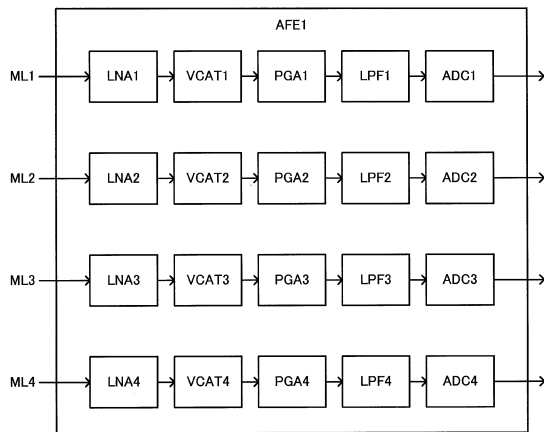 AFE1
ML1 LNA1 VCAT1 PGA1 LPF1 ADC1
ML2 LNA2 VCAT2 PGA2 LPF2 ADC2
ML3 LNA3 VCAT3 PGA3 LPF3 ADC3
ML4 LNA4 VCAT4 PGA4 LPF4 ADC4